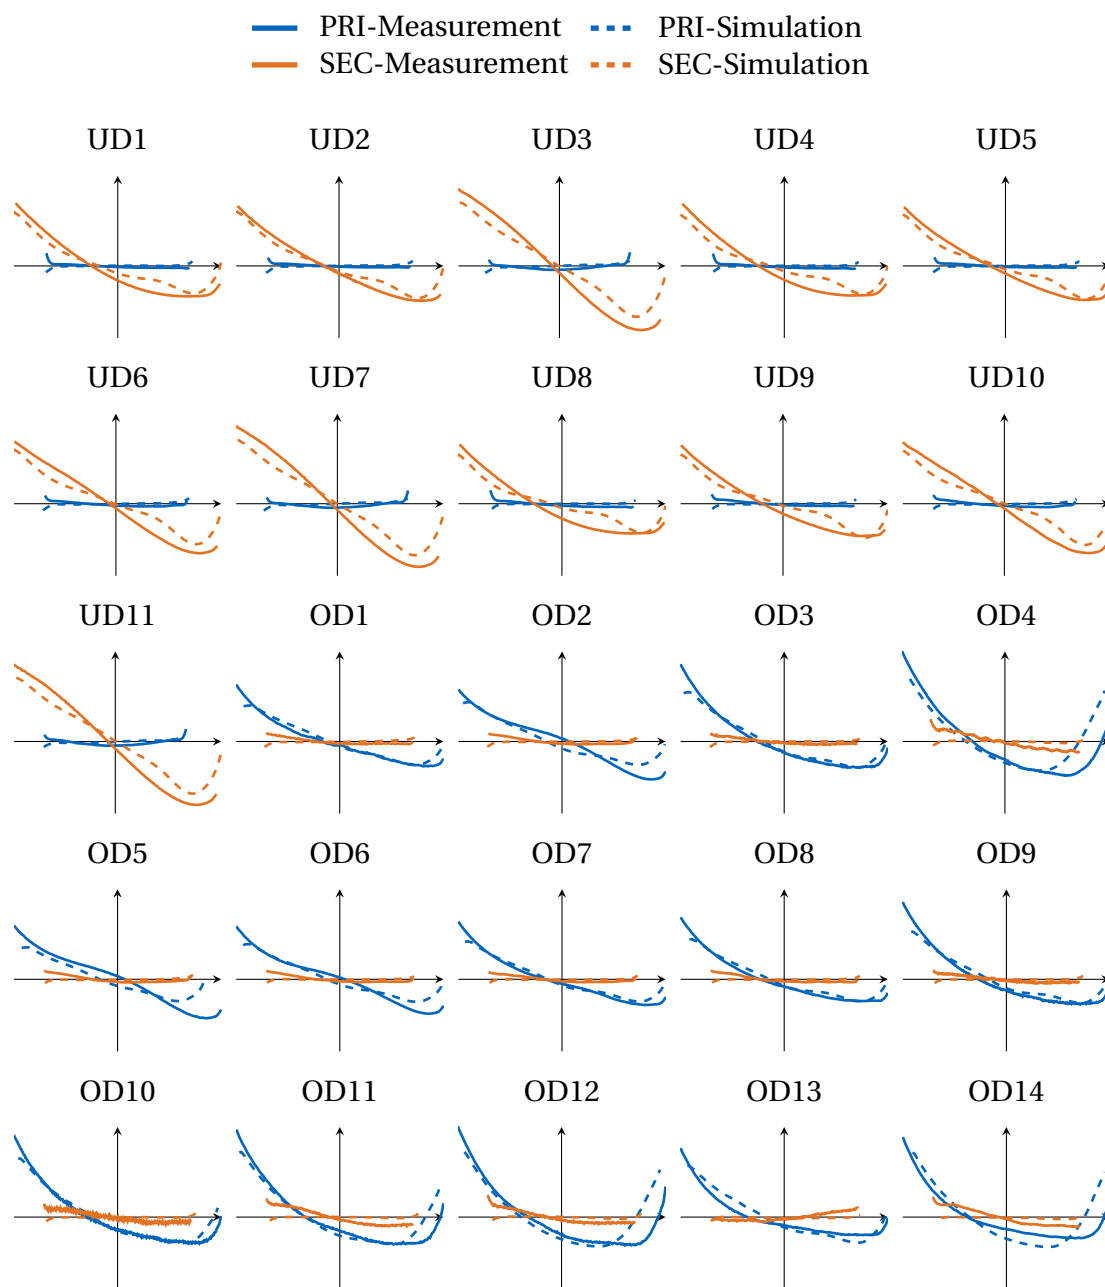 PRI-Measurement PRI-Simulation
SEC-Measurement SEC-Simulation
UD1 UD2 UD3 UD4 UD5
UD6 UD7 UD8 UD9 UD10
UD11 OD1 OD2 OD3 OD4
OD5 OD6 OD7 OD8 OD9
OD10 OD11 OD12 OD13 OD14